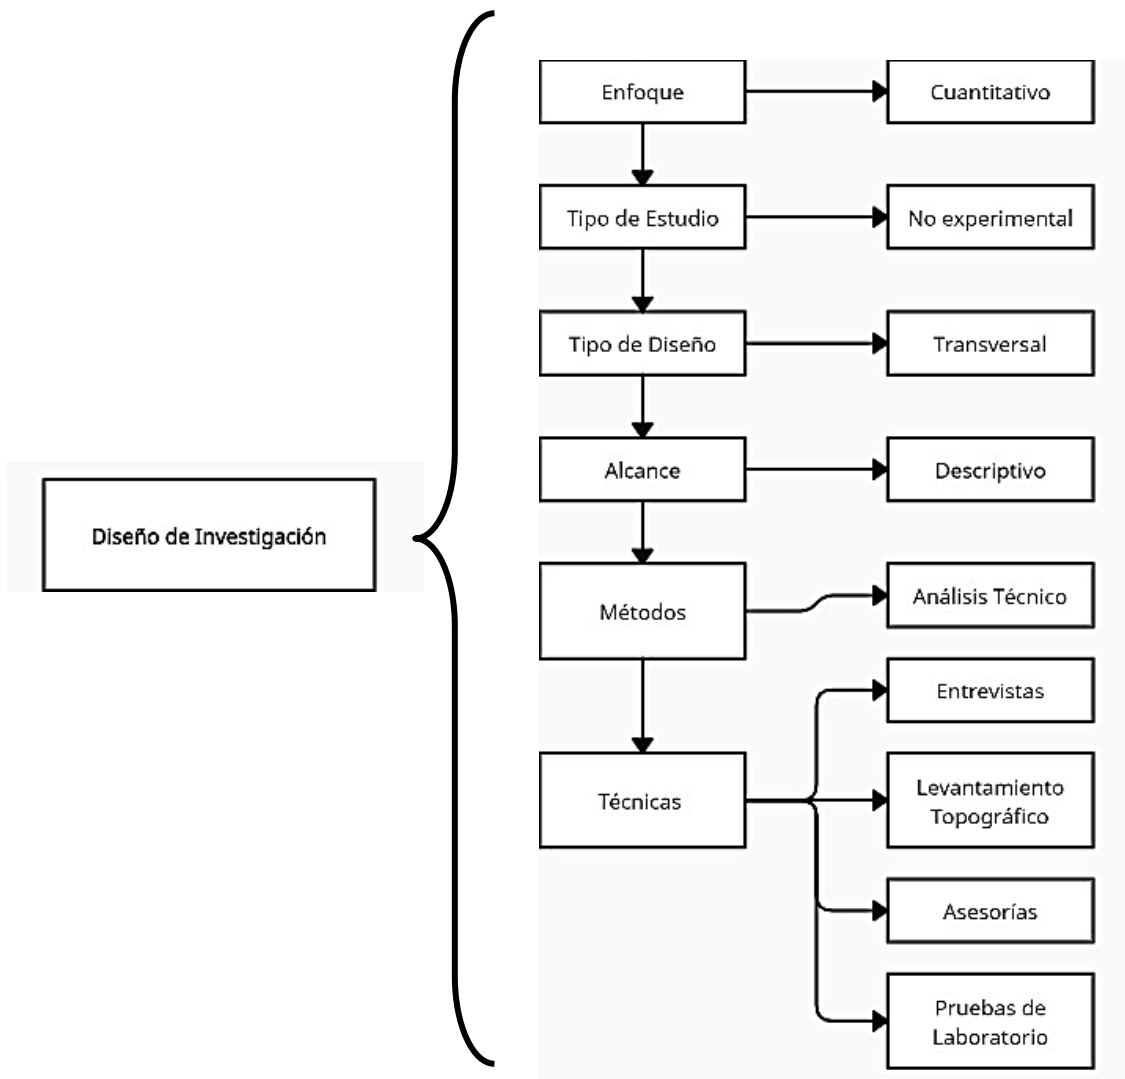 Enfoque
Cuantitativo
Tipo de Estudio
No experimental
Tipo de Diseño
Transversal
Alcance
Descriptivo
Diseño de Investigación
Métodos
Análisis Técnico
Entrevistas
Técnicas
Levantamiento
Topográfico
Asesorías
Pruebas de
Laboratorio